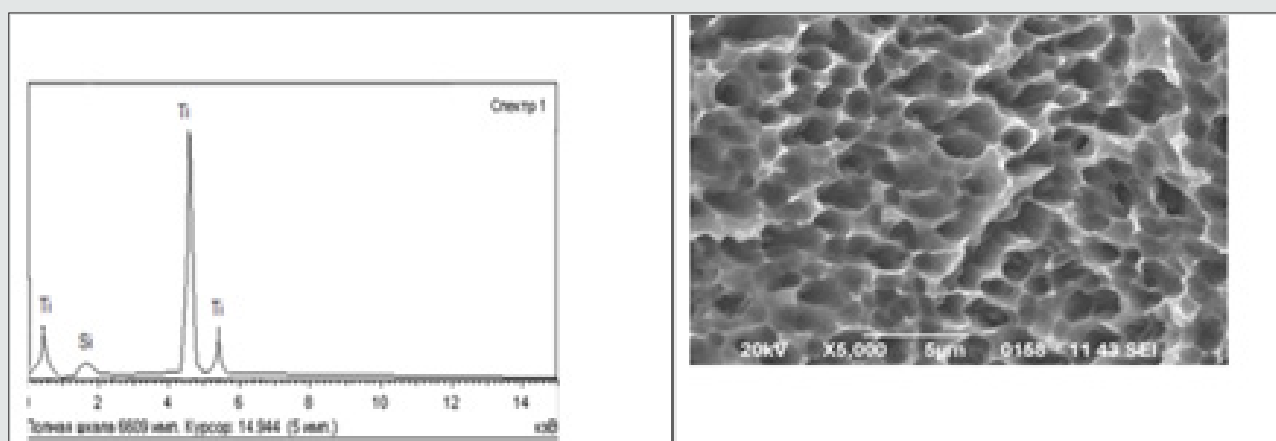 Спектр 1
Ti
Ti
Si
Ti
2 4 6 8 10 12 14
Полная шкала 6609 имп. Курсор: 14.944 (5 имп.)
кэВ
20kV X5,000 5µm 11 43 SEI